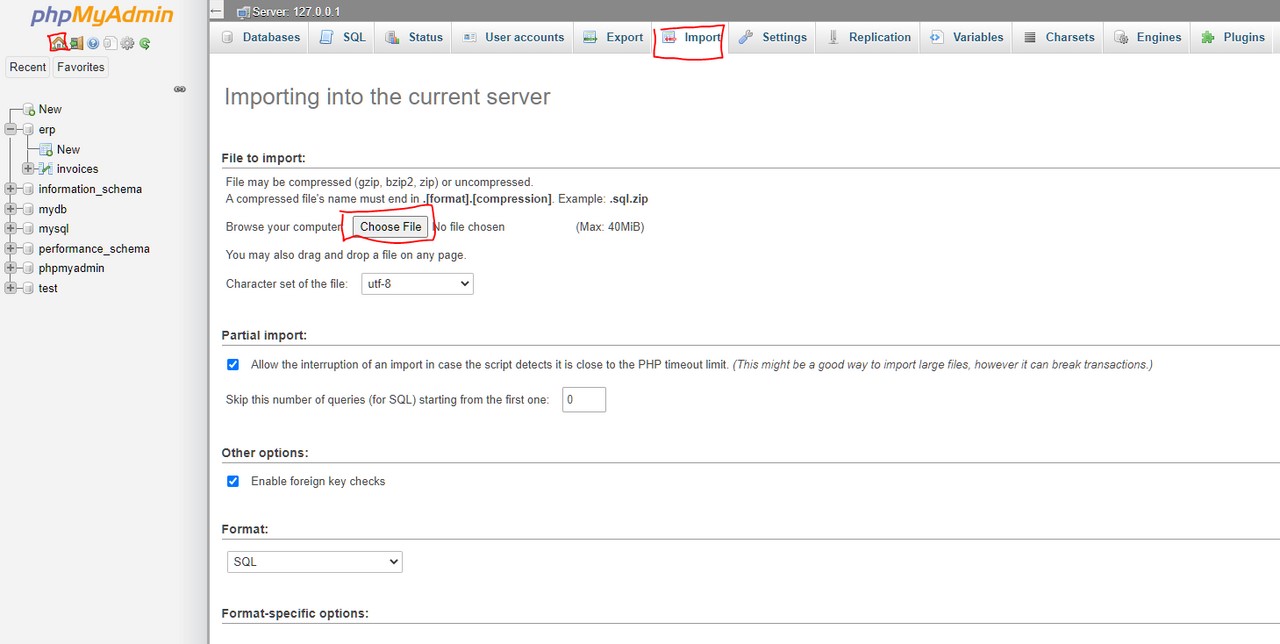 phpMyAdmin
Recent Favorites
New
erp
New
invoices
information_schema
mydb
mysql
performance_schema
phpmyadmin
test
Server: 127.0.0.1
Databases SQL Status User accounts Export Import Settings Replication Variables Charsets Engines Plugins
Importing into the current server
File to import:
File may be compressed (gzip, bzip2, zip) or uncompressed.
A compressed file's name must end in .[format].[compression]. Example: .sql.zip
Browse your computer: Choose File No file chosen (Max: 40MiB)
You may also drag and drop a file on any page.
Character set of the file: utf-8
Partial import:
Allow the interruption of an import in case the script detects it is close to the PHP timeout limit. (This might be a good way to import large files, however it can break transactions.)
Skip this number of queries (for SQL) starting from the first one: 0
Other options:
Enable foreign key checks
Format:
SQL
Format-specific options: